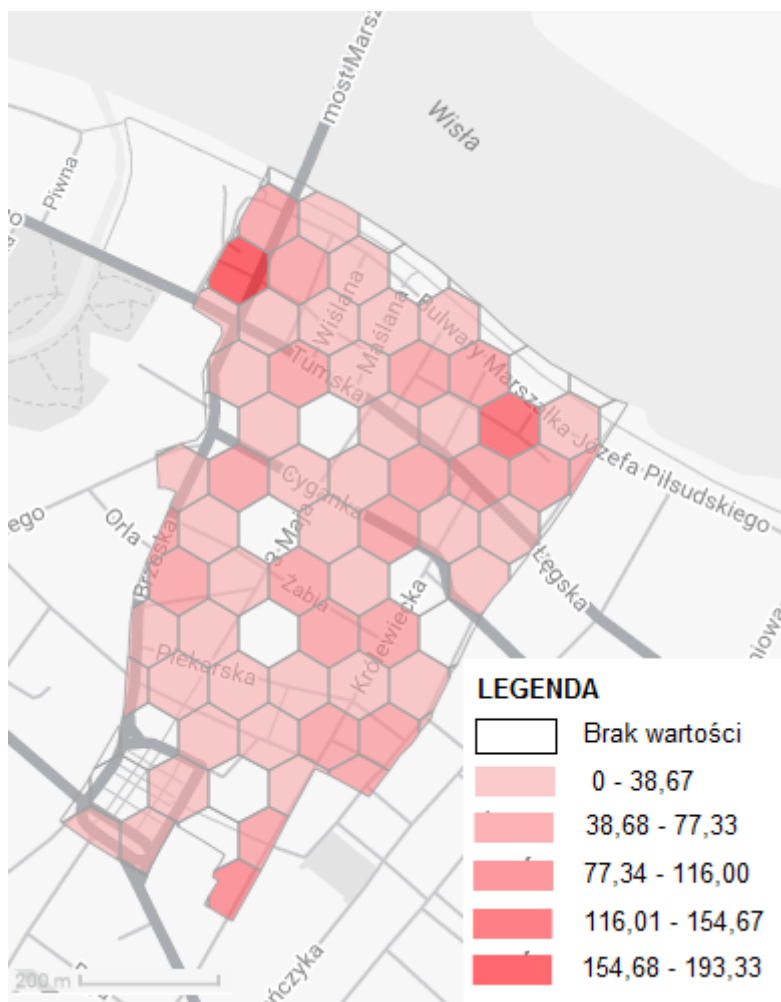 most Marsz
Wisła
Piwna
Wiślana
Maślana
Bulwary Marszałka Józefa Piłsudskiego
Tumska
Cyganka
3 Maja
Orla
Brzeska
Żabia
Łęgska
Królewiecka
Piekarska
LEGENDA
Brak wartości
0 - 38,67
38,68 - 77,33
77,34 - 116,00
116,01 - 154,67
154,68 - 193,33
200 m